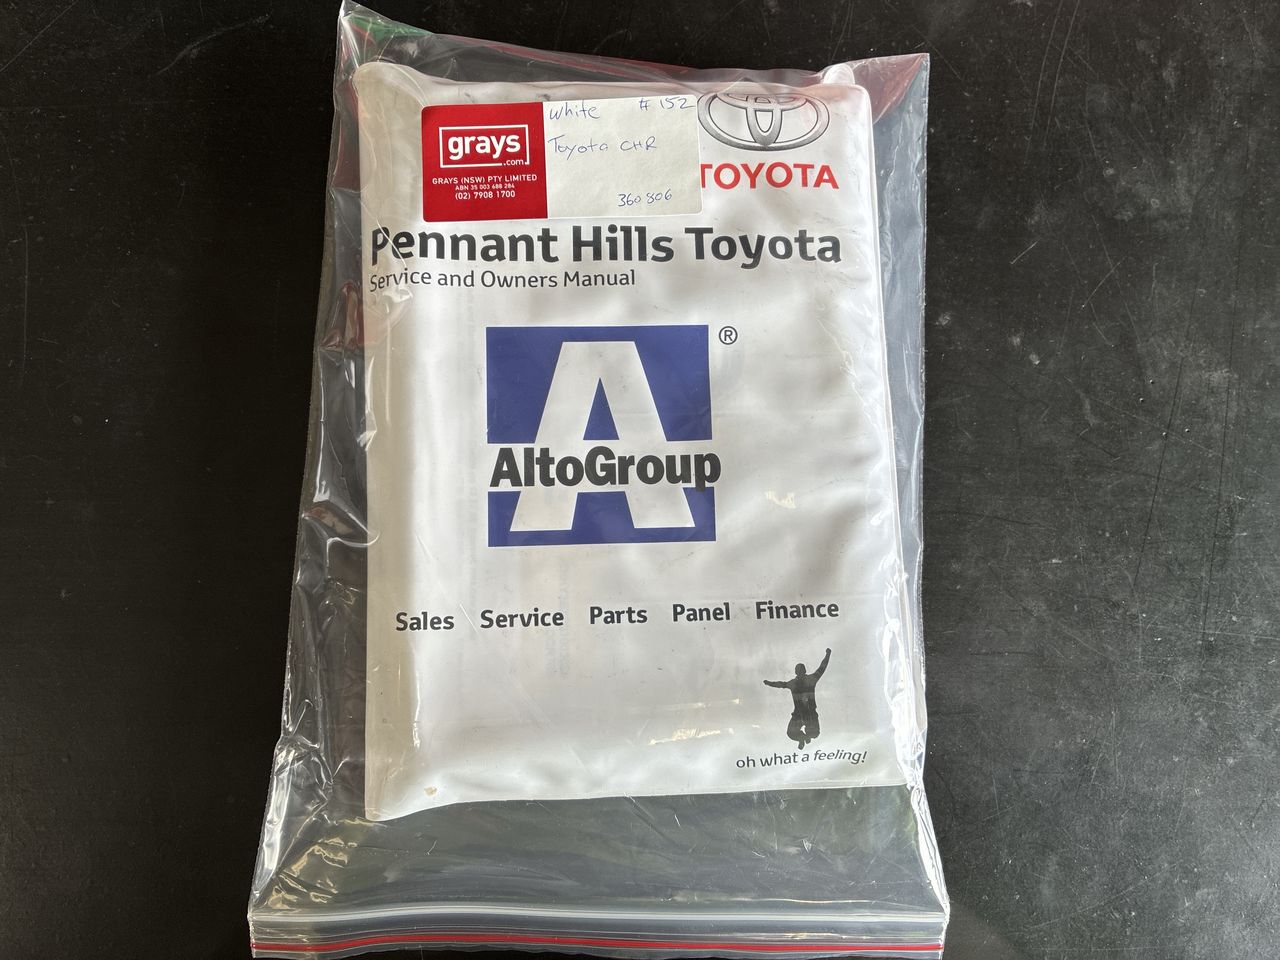 white # 152
Toyota CHR
360806
grays
.com
GRAYS (NSW) PTY LIMITED
ABN 35 003 688 284
(02) 7908 1700
TOYOTA
Pennant Hills Toyota
Service and Owners Manual
®
AltoGroup
Sales Service Parts Panel Finance
oh what a feeling!